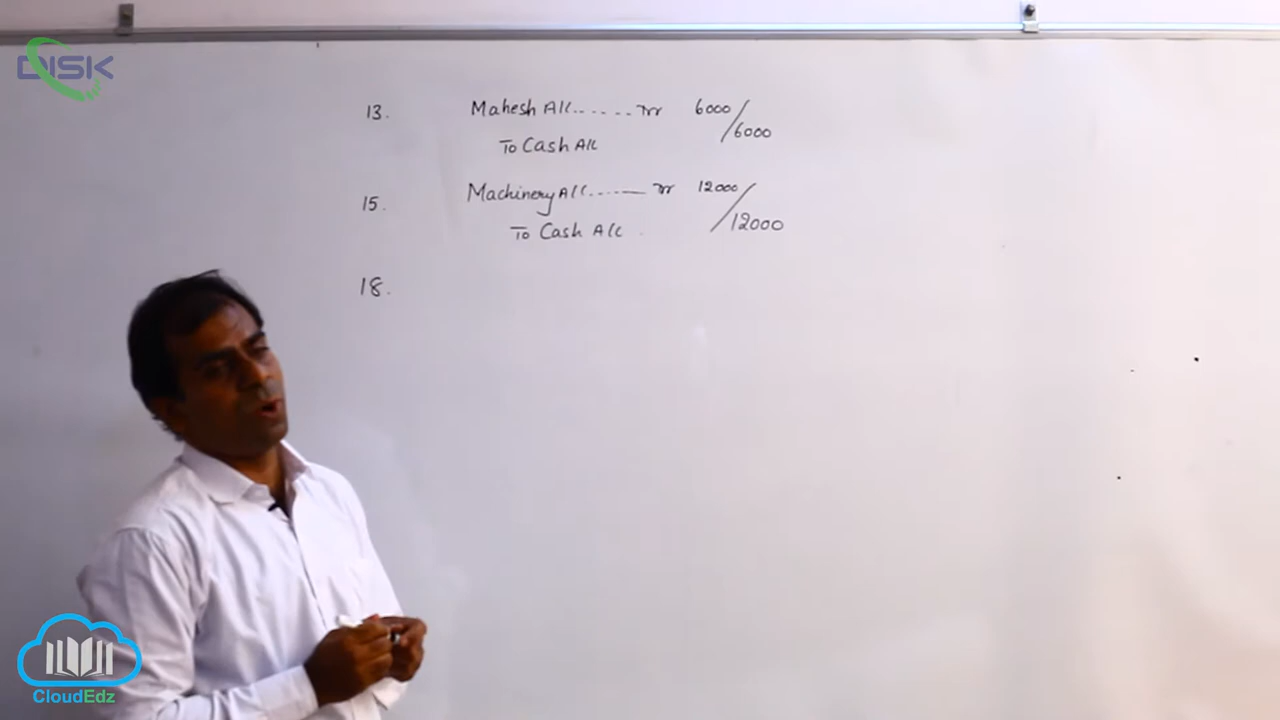 DISK
13. Mahesh A/c...... Dr 6000/
To Cash A/c 6000
15. Machinery A/c....—— Dr 12000/
To Cash A/c 12000
18.
CloudEdz